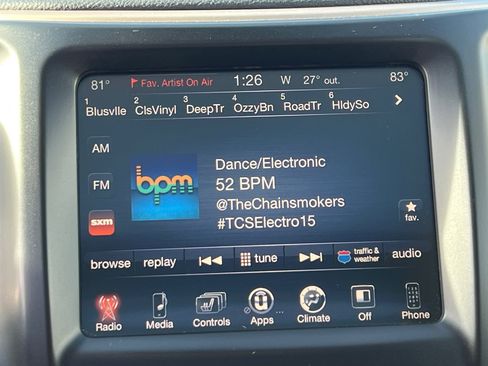 81° Fav. Artist On Air 1:26 W 27° out. 83°
1 Blusvlle 2 ClsVinyl 3 DeepTr 4 OzzyBn 5 RoadTr 6 HldySo
AM
FM
sxm
bpm
Dance/Electronic
52 BPM
@TheChainsmokers
#TCSElectro15
fav.
browse replay tune traffic & weather audio
Radio Media Controls Apps ... Climate Off Phone